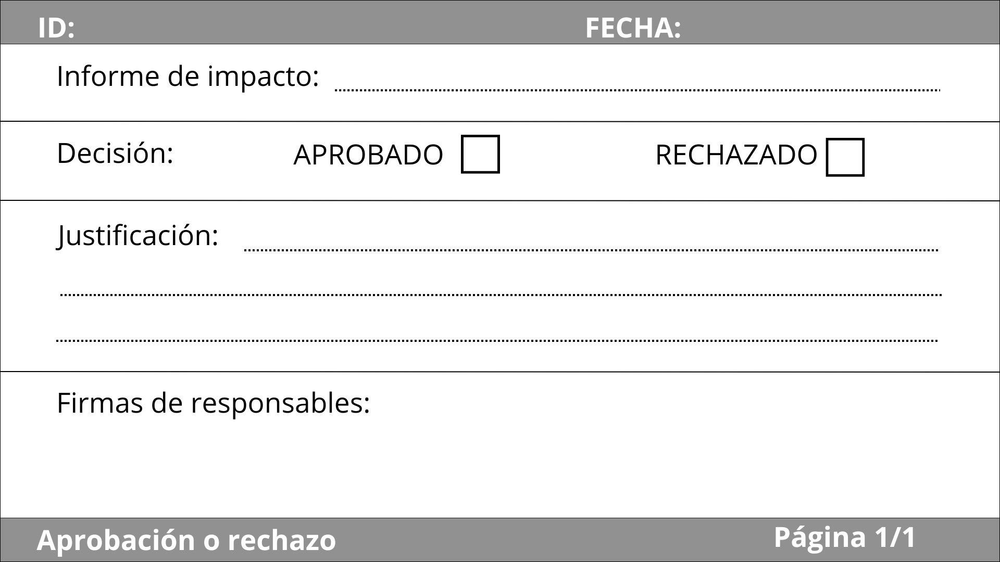 ID: FECHA:
Informe de impacto:
Decisión: APROBADO RECHAZADO
Justificación:
Firmas de responsables:
Aprobación o rechazo Página 1/1